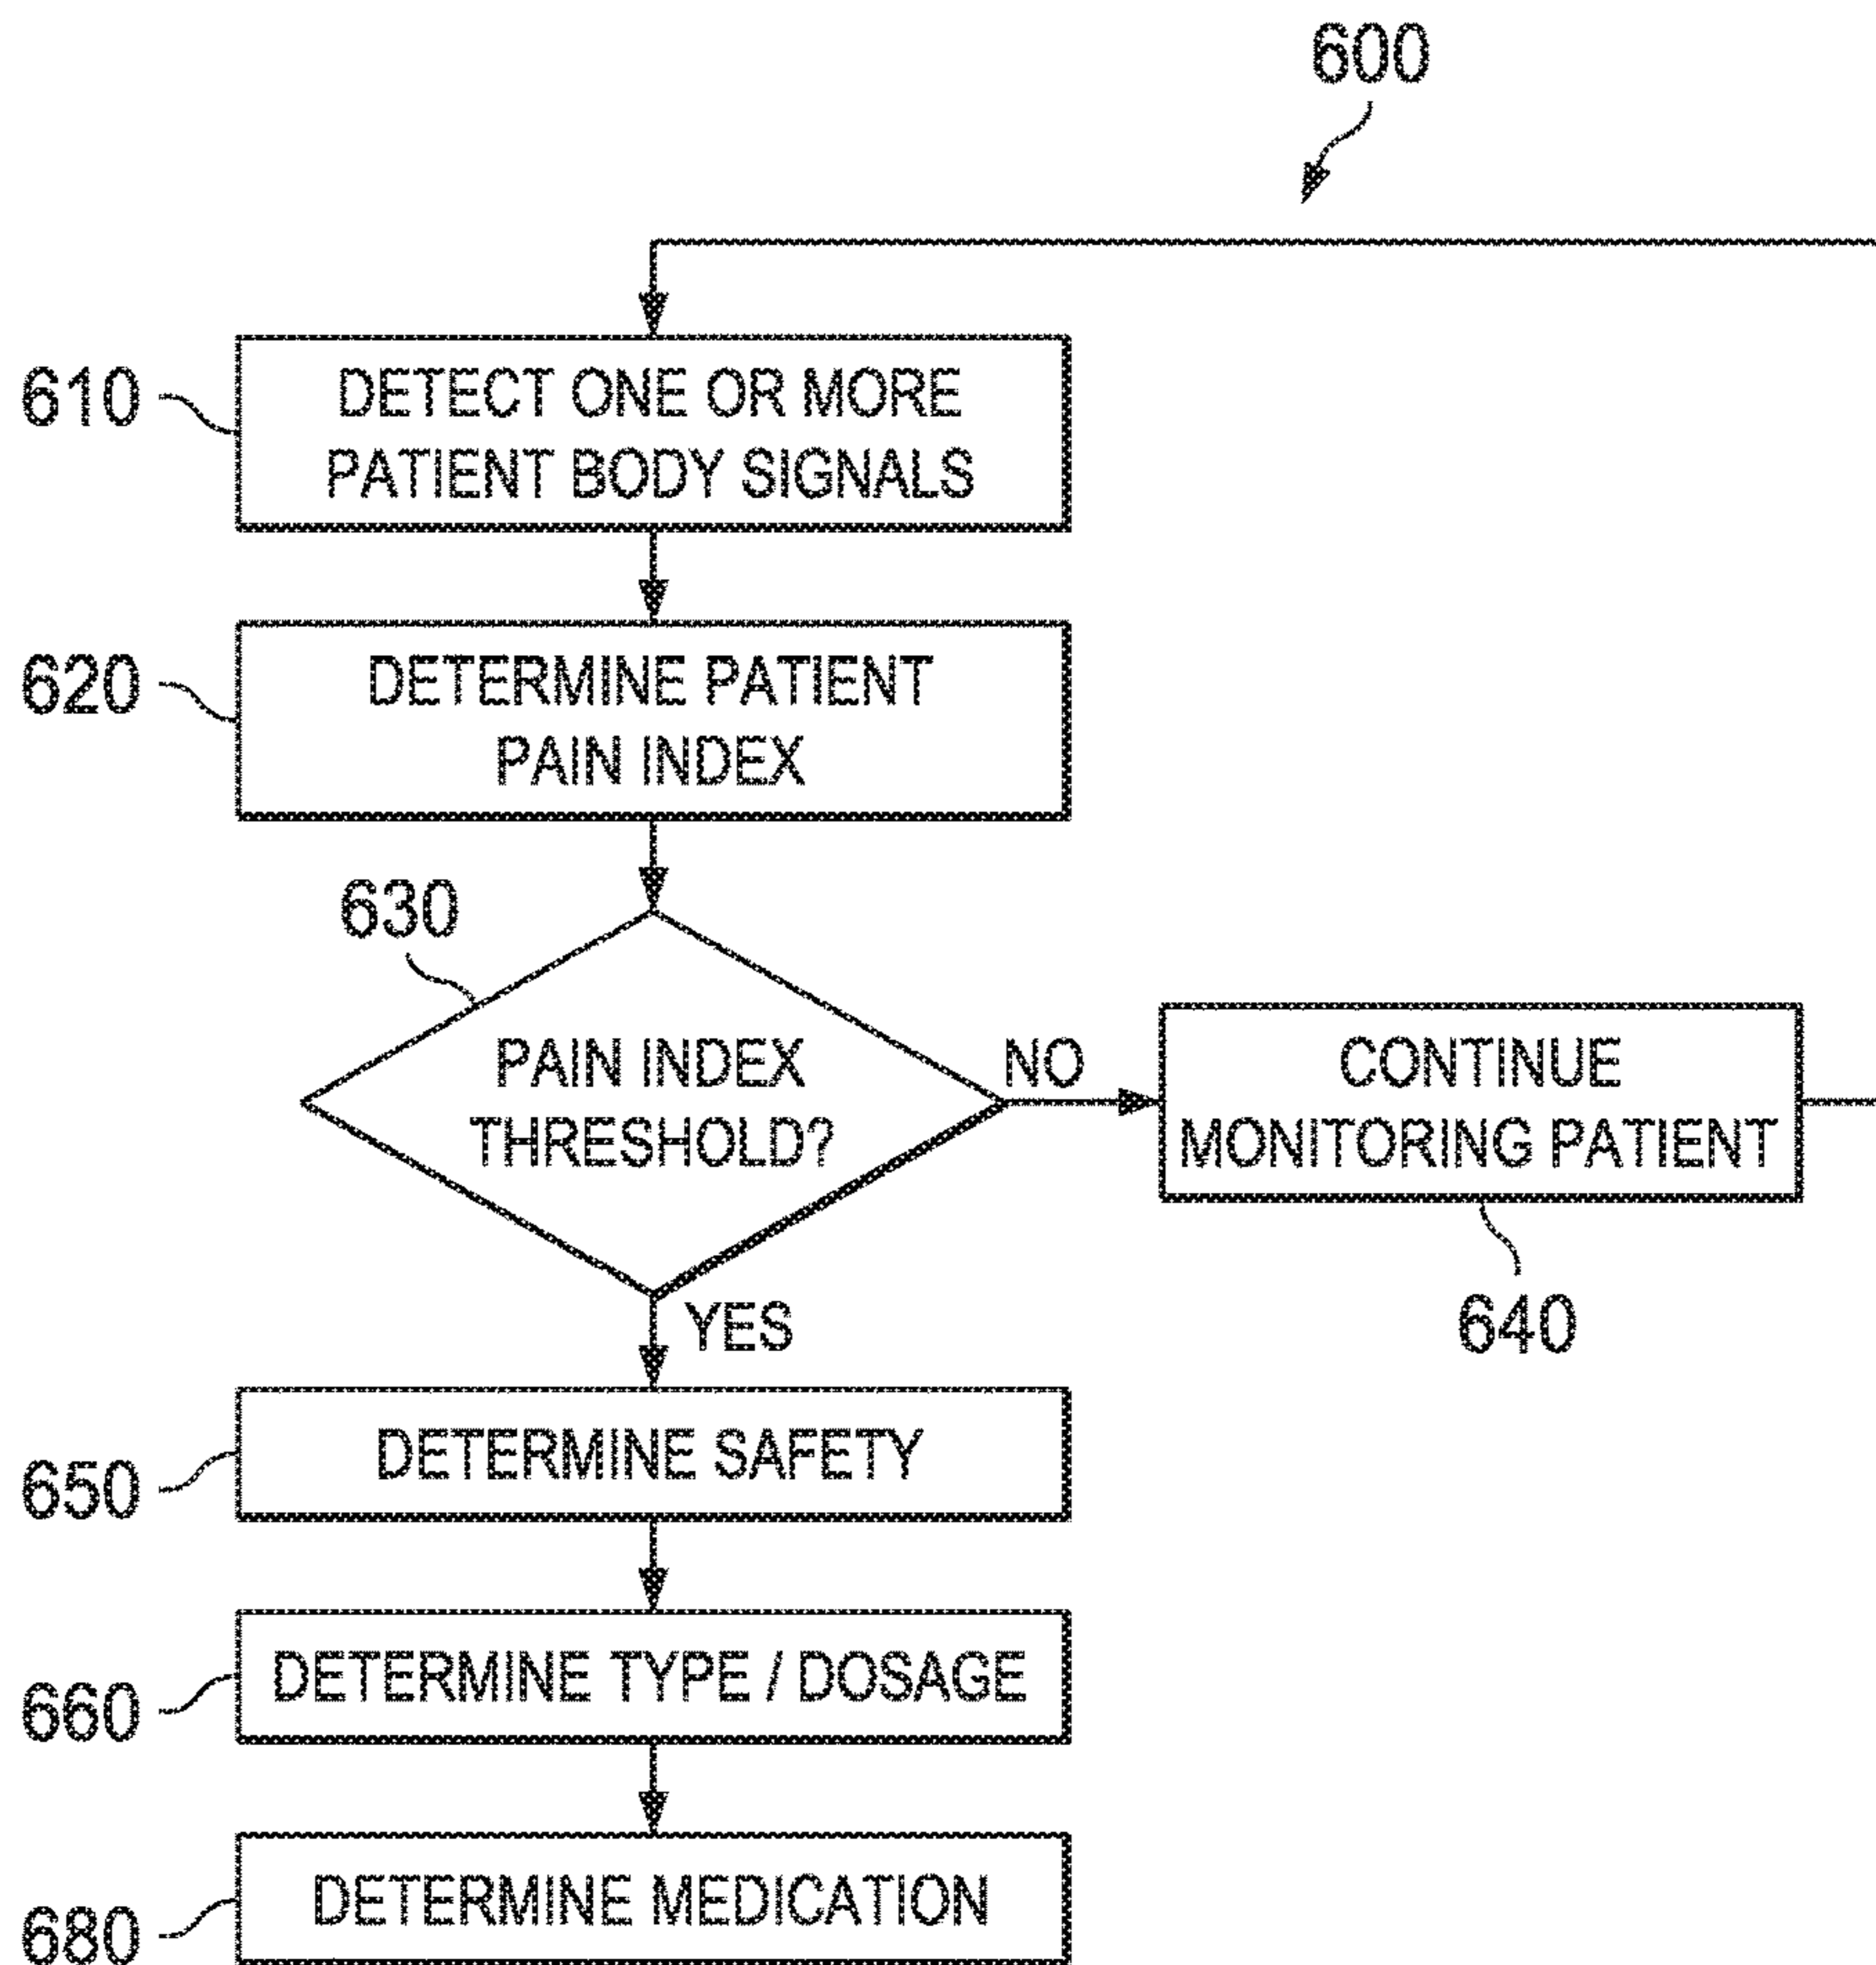 600
610
DETECT ONE OR MORE
PATIENT BODY SIGNALS
620
DETERMINE PATIENT
PAIN INDEX
630
PAIN INDEX
THRESHOLD?
NO
CONTINUE
MONITORING PATIENT
640
YES
650
DETERMINE SAFETY
660
DETERMINE TYPE / DOSAGE
680
DETERMINE MEDICATION